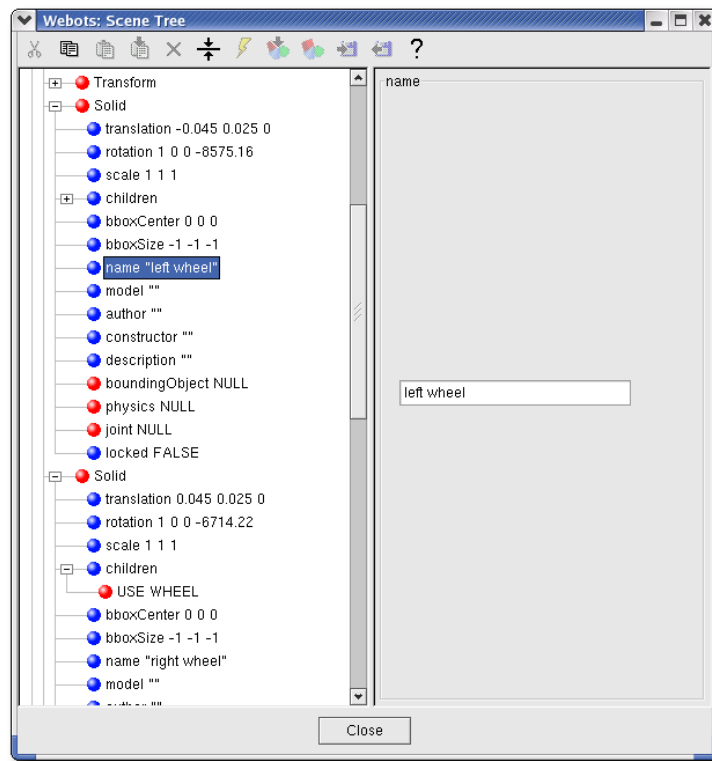 Webots: Scene Tree
?
Transform
name
Solid
translation -0.045 0.025 0
rotation 1 0 0 -8575.16
scale 1 1 1
children
bboxCenter 0 0 0
bboxSize -1 -1 -1
name "left wheel"
model ""
author ""
constructor ""
description ""
boundingObject NULL
left wheel
physics NULL
joint NULL
locked FALSE
Solid
translation 0.045 0.025 0
rotation 1 0 0 -6714.22
scale 1 1 1
children
USE WHEEL
bboxCenter 0 0 0
bboxSize -1 -1 -1
name "right wheel"
model ""
author ""
Close